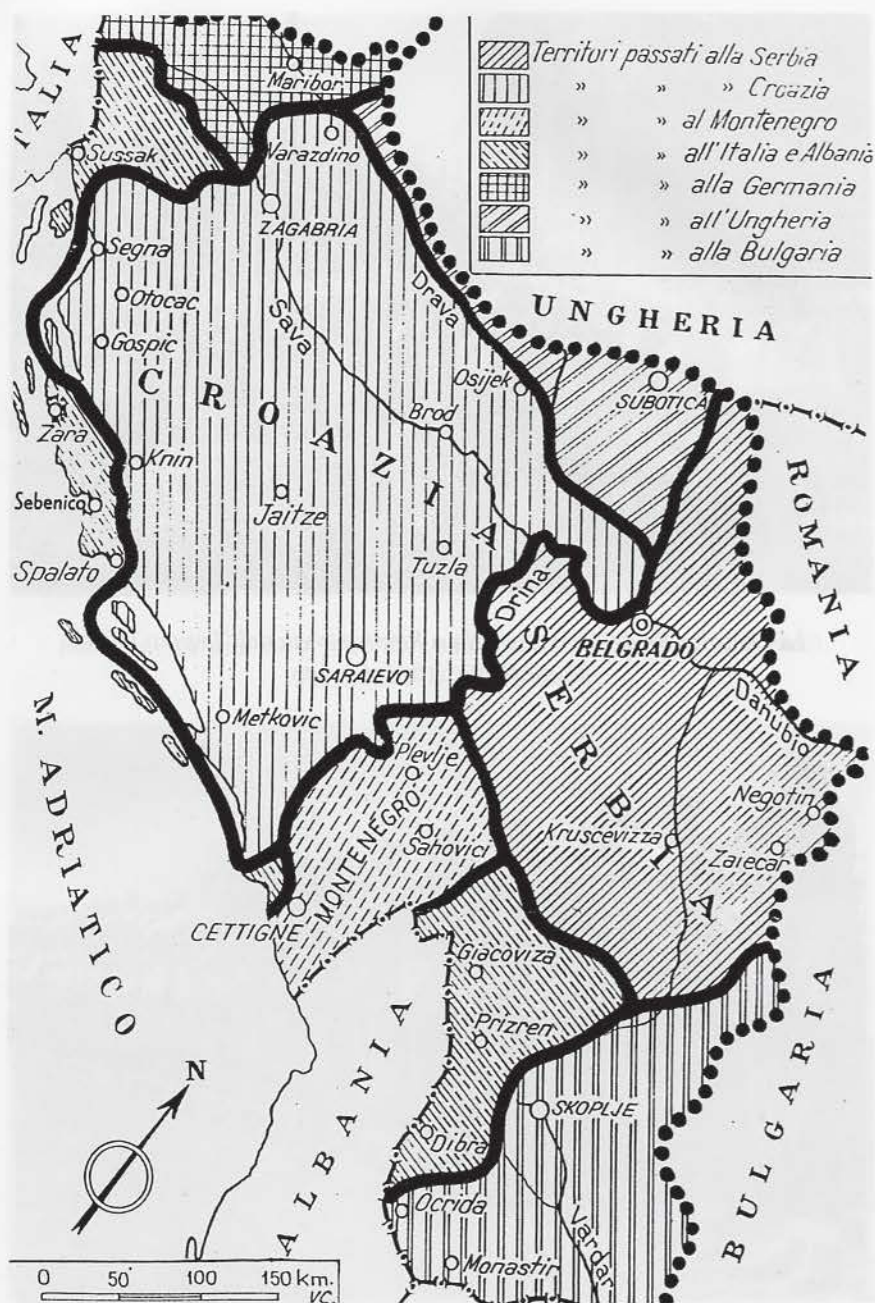 Territori passati alla Serbia
» » » Croazia
» » al Montenegro
» » all'Italia e Albania
» » alla Germania
» » all'Ungheria
» » alla Bulgaria
ITALIA
Maribor
Sussak
Varazdino
ZAGABRIA
Segna
Otocac
Gospic
Sava
Drava
UNGHERIA
CROAZIA
Osijek
SUBOTICA
Brod
Zara
Knin
Sebenico
Jaitze
Tuzla
Spalato
ROMANIA
Drina
SERBIA
BELGRADO
SARAIEVO
Metkovic
Danubio
M. ADRIATICO
Plevlje
MONTENEGRO
Sahovici
Negotin
Kruscevizza
Zaiecar
CETTIGNE
Giacoviza
Prizren
ALBANIA
N
SKOPLJE
Dibra
BULGARIA
Ocrida
Vardar
Monastir
0 50 100 150 km.
VC.